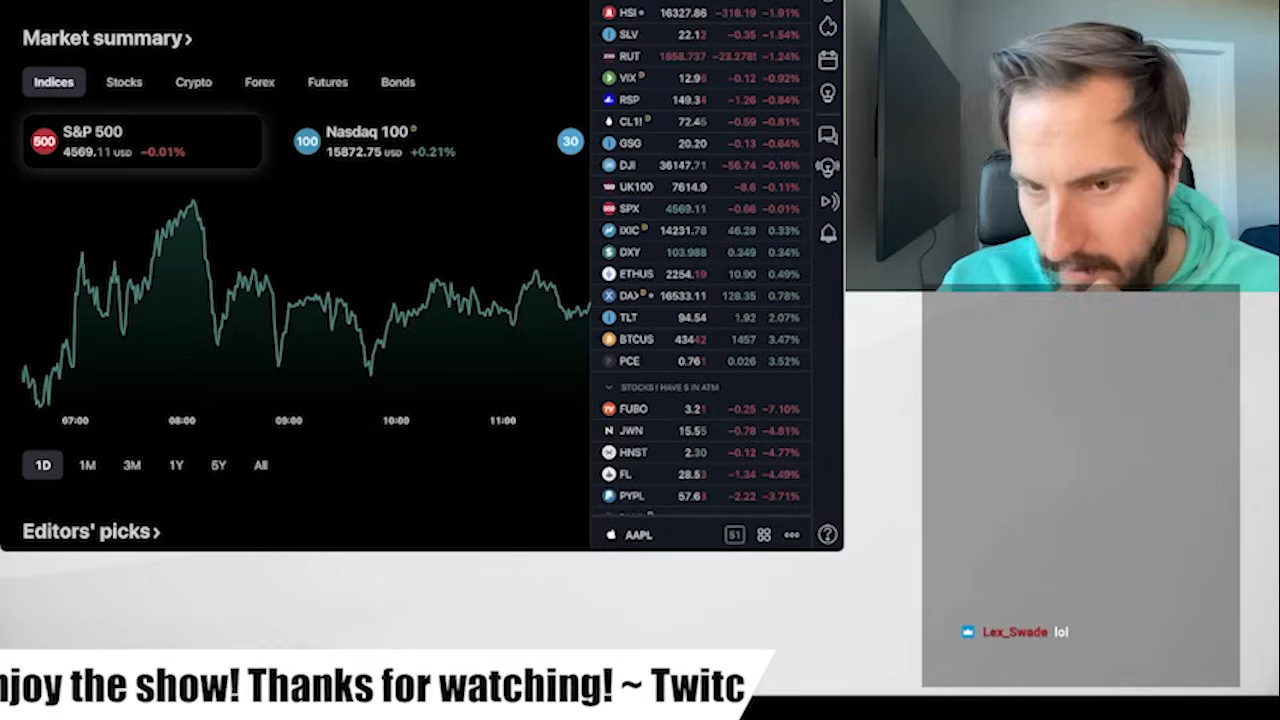 Market summary ›
Indices Stocks Crypto Forex Futures Bonds
500 S&P 500
4569.11 USD −0.01%
100 Nasdaq 100
15872.75 USD +0.21%
30
07:00 08:00 09:00 10:00 11:00
1D 1M 3M 1Y 5Y All
Editors' picks ›
HSI 16327.86 −318.19 −1.91%
SLV 22.12 −0.35 −1.54%
RUT 1858.737 −23.2781 −1.24%
VIX 12.9 −0.12 −0.92%
RSP 149.34 −1.26 −0.84%
CL1! 72.45 −0.59 −0.81%
GSG 20.20 −0.13 −0.64%
DJI 36147.71 −56.74 −0.16%
UK100 7614.9 −8.6 −0.11%
SPX 4569.11 −0.66 −0.01%
IXIC 14231.78 46.28 0.33%
DXY 103.988 0.349 0.34%
ETHUS 2254.19 10.90 0.49%
DAX 16533.11 128.35 0.78%
TLT 94.54 1.92 2.07%
BTCUS 43442 1457 3.47%
PCE 0.761 0.026 3.52%
STOCKS I HAVE $ IN ATM
FUBO 3.21 −0.25 −7.10%
JWN 15.55 −0.78 −4.81%
HNST 2.30 −0.12 −4.77%
FL 28.53 −1.34 −4.49%
PYPL 57.6 −2.22 −3.71%
AAPL 51
Lex_Swade lol
njoy the show! Thanks for watching! ~ Twitc